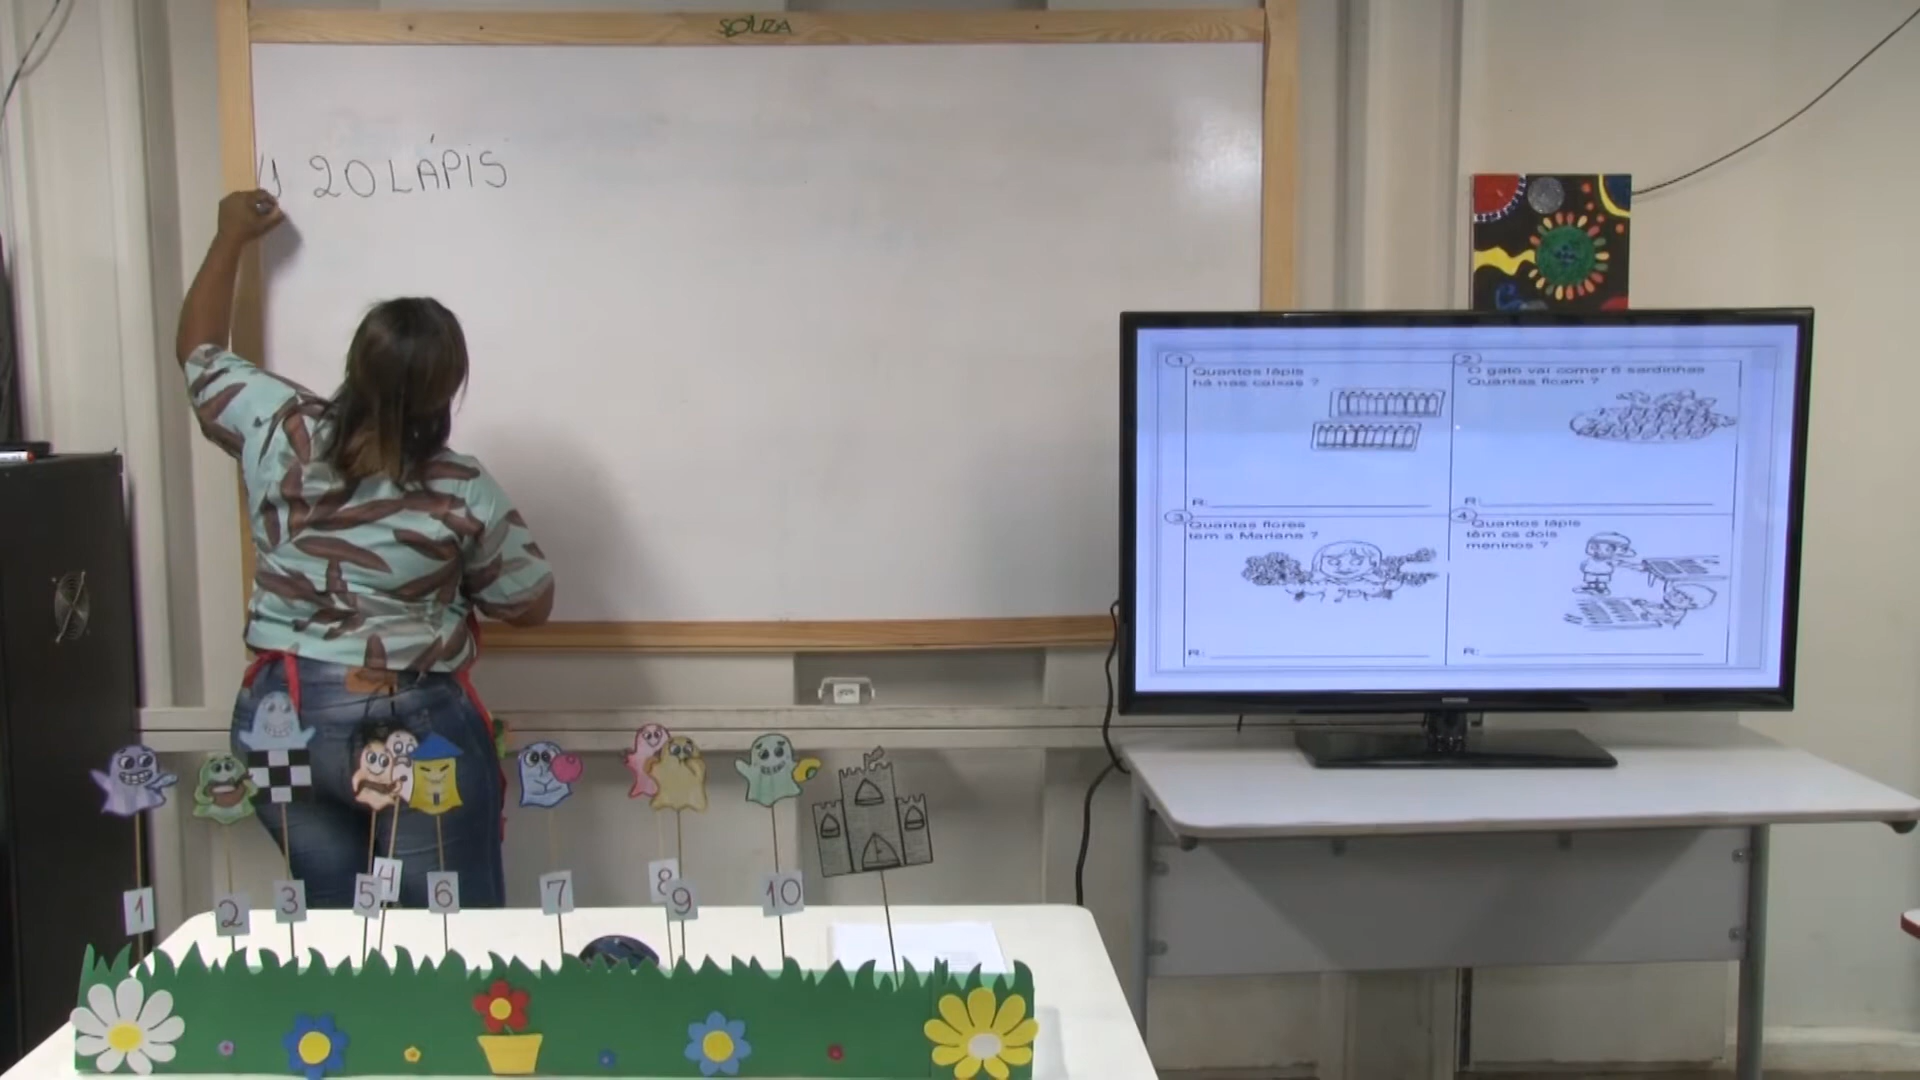 SOUZA
1 20 LÁPIS
1
Quantos lápis
há nas caixas ?
R:
2
O gato vai comer 6 sardinhas
Quantas ficam ?
R:
3
Quantas flores
tem a Mariana ?
R:
4
Quantos lápis
têm os dois
meninos ?
R:
1
2
3
5
4
6
7
8
9
10